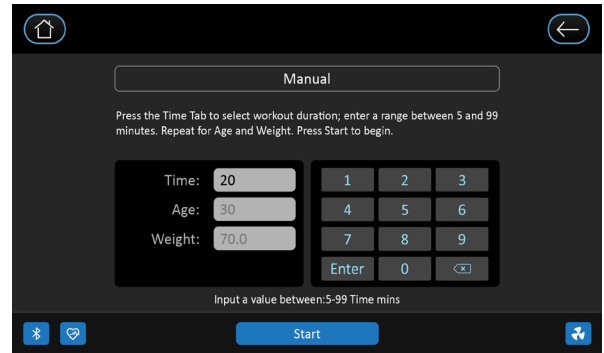 Manual
Press the Time Tab to select workout duration; enter a range between 5 and 99
minutes. Repeat for Age and Weight. Press Start to begin.
Time: 20
Age: 30
Weight: 70.0
1 2 3
4 5 6
7 8 9
Enter 0
Input a value between:5-99 Time mins
Start